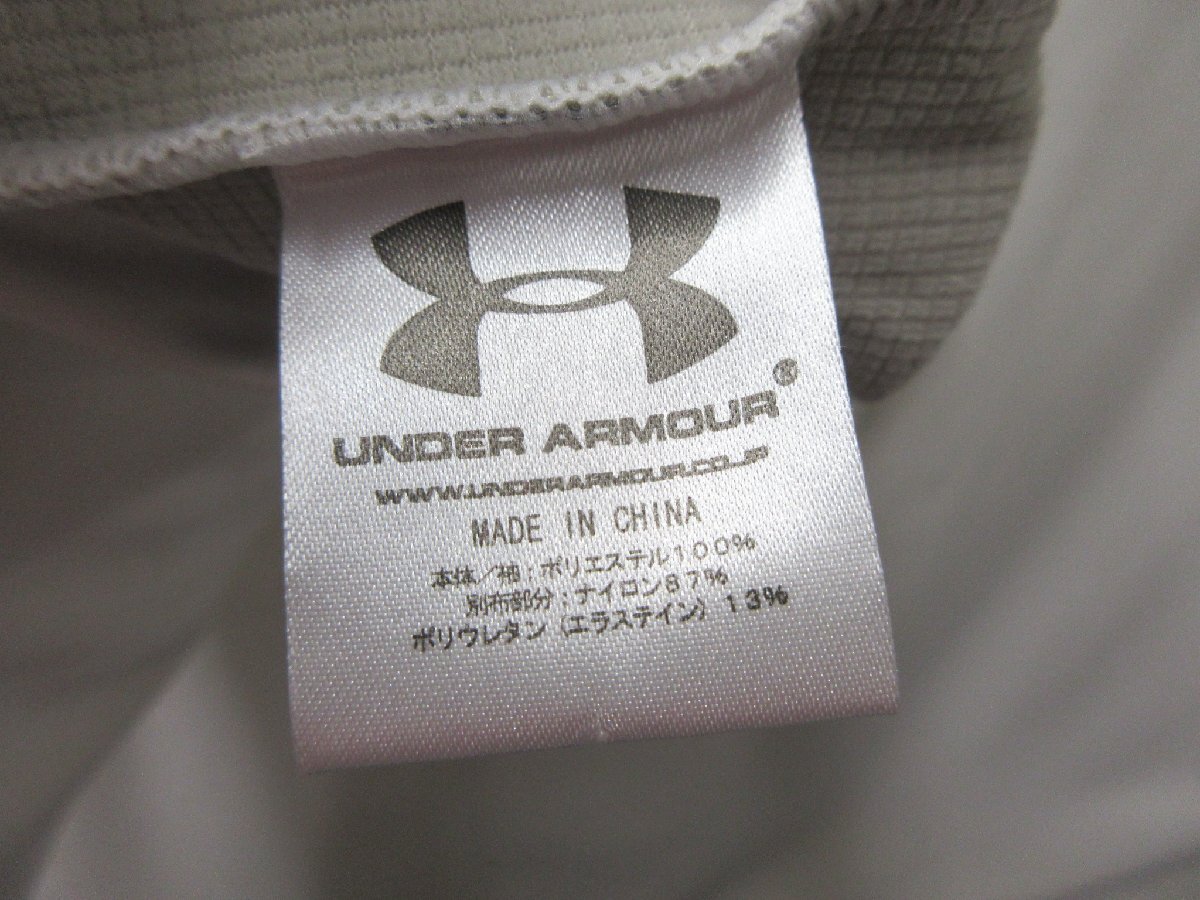 UNDER ARMOUR®
WWW.UNDERARMOUR.CO.JP
MADE IN CHINA
本体／袖：ポリエステル１００％
別布部分：ナイロン８７％
ポリウレタン（エラステイン）１３％